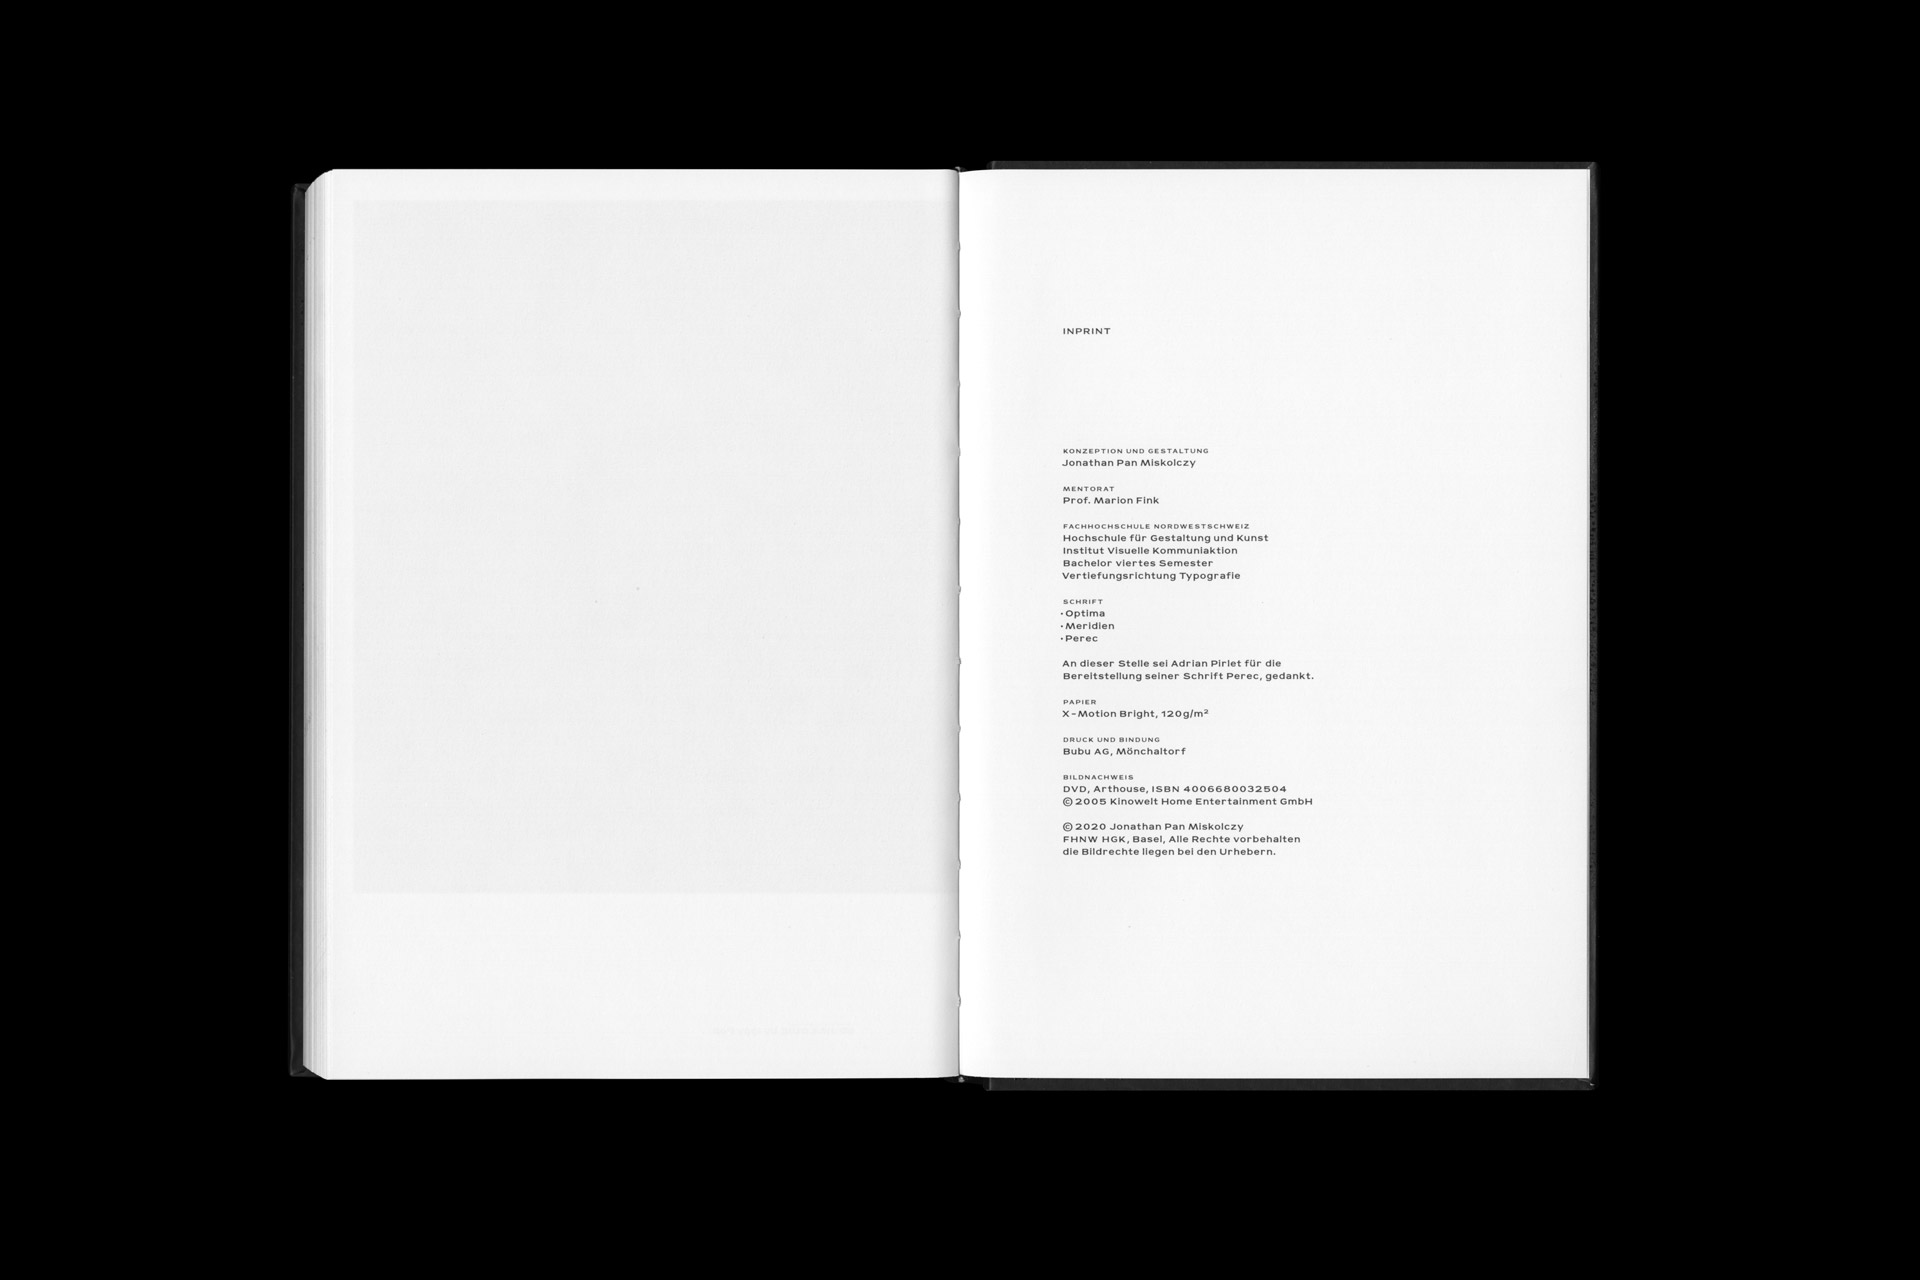 INPRINT
KONZEPTION UND GESTALTUNG
Jonathan Pan Miskolczy
MENTORAT
Prof. Marion Fink
FACHHOCHSCHULE NORDWESTSCHWEIZ
Hochschule für Gestaltung und Kunst
Institut Visuelle Kommuniaktion
Bachelor viertes Semester
Vertiefungsrichtung Typografie
SCHRIFT
· Optima
· Meridien
· Perec
An dieser Stelle sei Adrian Pirlet für die
Bereitstellung seiner Schrift Perec, gedankt.
PAPIER
X-Motion Bright, 120g/m²
DRUCK UND BINDUNG
Bubu AG, Mönchaltorf
BILDNACHWEIS
DVD, Arthouse, ISBN 4006680032504
© 2005 Kinowelt Home Entertainment GmbH
© 2020 Jonathan Pan Miskolczy
FHNW HGK, Basel, Alle Rechte vorbehalten
die Bildrechte liegen bei den Urhebern.